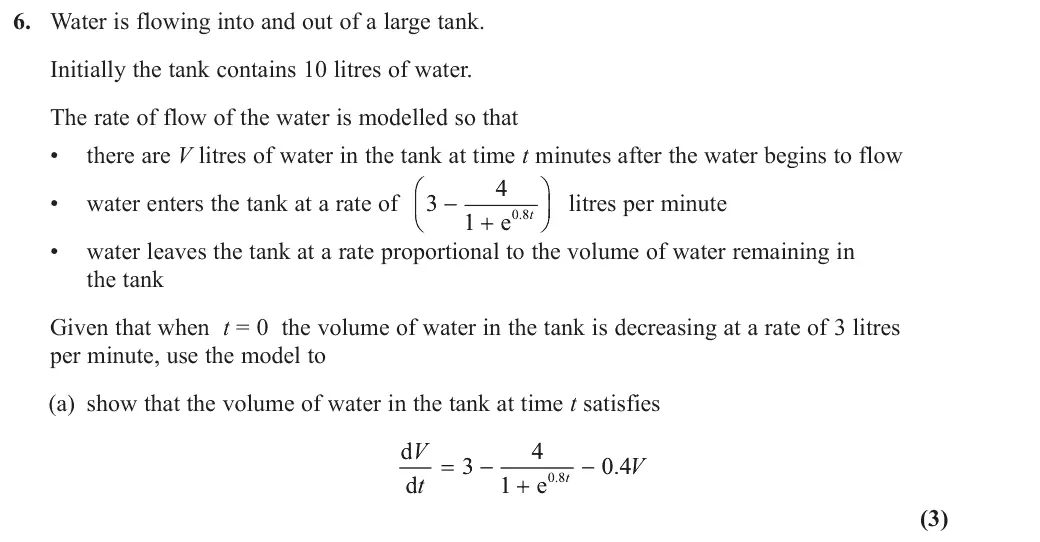 6. Water is flowing into and out of a large tank.
Initially the tank contains 10 litres of water.
The rate of flow of the water is modelled so that
• there are V litres of water in the tank at time t minutes after the water begins to flow
• water enters the tank at a rate of (3 − 4/(1 + e^{0.8t})) litres per minute
• water leaves the tank at a rate proportional to the volume of water remaining in
the tank
Given that when t = 0 the volume of water in the tank is decreasing at a rate of 3 litres
per minute, use the model to
(a) show that the volume of water in the tank at time t satisfies
dV/dt = 3 − 4/(1 + e^{0.8t}) − 0.4V
(3)